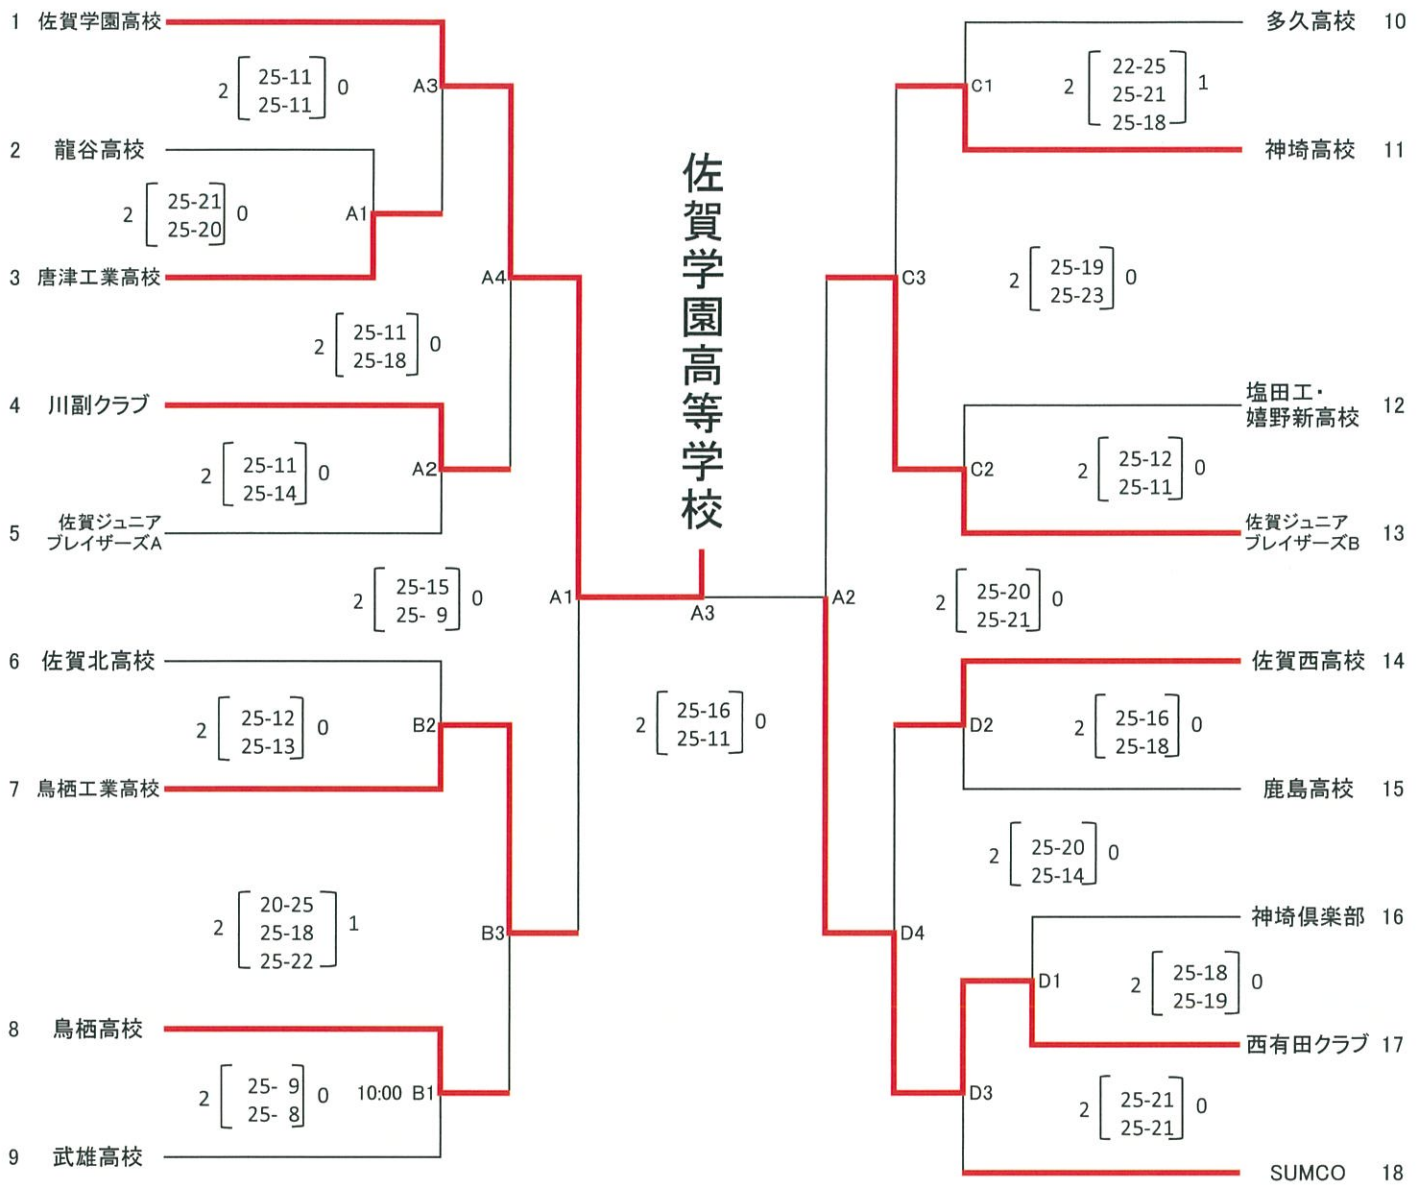 1 佐賀学園高校
2 [ 25-11 ] 0
25-11
A3
2 龍谷高校
2 [ 25-21 ] 0
25-20
A1
3 唐津工業高校
A4
2 [ 25-11 ] 0
25-18
4 川副クラブ
2 [ 25-11 ] 0
25-14
A2
5 佐賀ジュニア
ブレイザーズA
2 [ 25-15 ] 0
25- 9
A1
6 佐賀北高校
2 [ 25-12 ] 0
25-13
B2
7 鳥栖工業高校
2 [ 20-25 ] 1
25-18
25-22
B3
8 鳥栖高校
2 [ 25- 9 ] 0
25- 8
10:00 B1
9 武雄高校
佐賀学園高等学校
A3
2 [ 25-16 ] 0
25-11
多久高校 10
C1
2 [ 22-25 ] 1
25-21
25-18
神埼高校 11
C3
2 [ 25-19 ] 0
25-23
塩田工・
嬉野新高校 12
C2
2 [ 25-12 ] 0
25-11
佐賀ジュニア
ブレイザーズB 13
A2
2 [ 25-20 ] 0
25-21
佐賀西高校 14
D2
2 [ 25-16 ] 0
25-18
鹿島高校 15
2 [ 25-20 ] 0
25-14
D4
神埼倶楽部 16
D1
2 [ 25-18 ] 0
25-19
西有田クラブ 17
D3
2 [ 25-21 ] 0
25-21
SUMCO 18